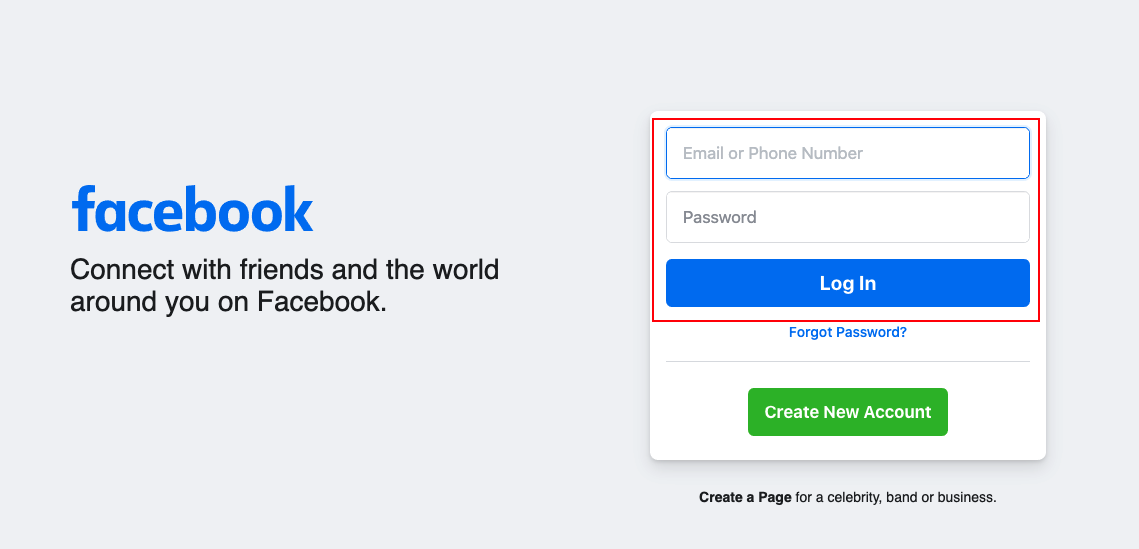 facebook
Connect with friends and the world
around you on Facebook.
Email or Phone Number
Password
Log In
Forgot Password?
Create New Account
Create a Page for a celebrity, band or business.